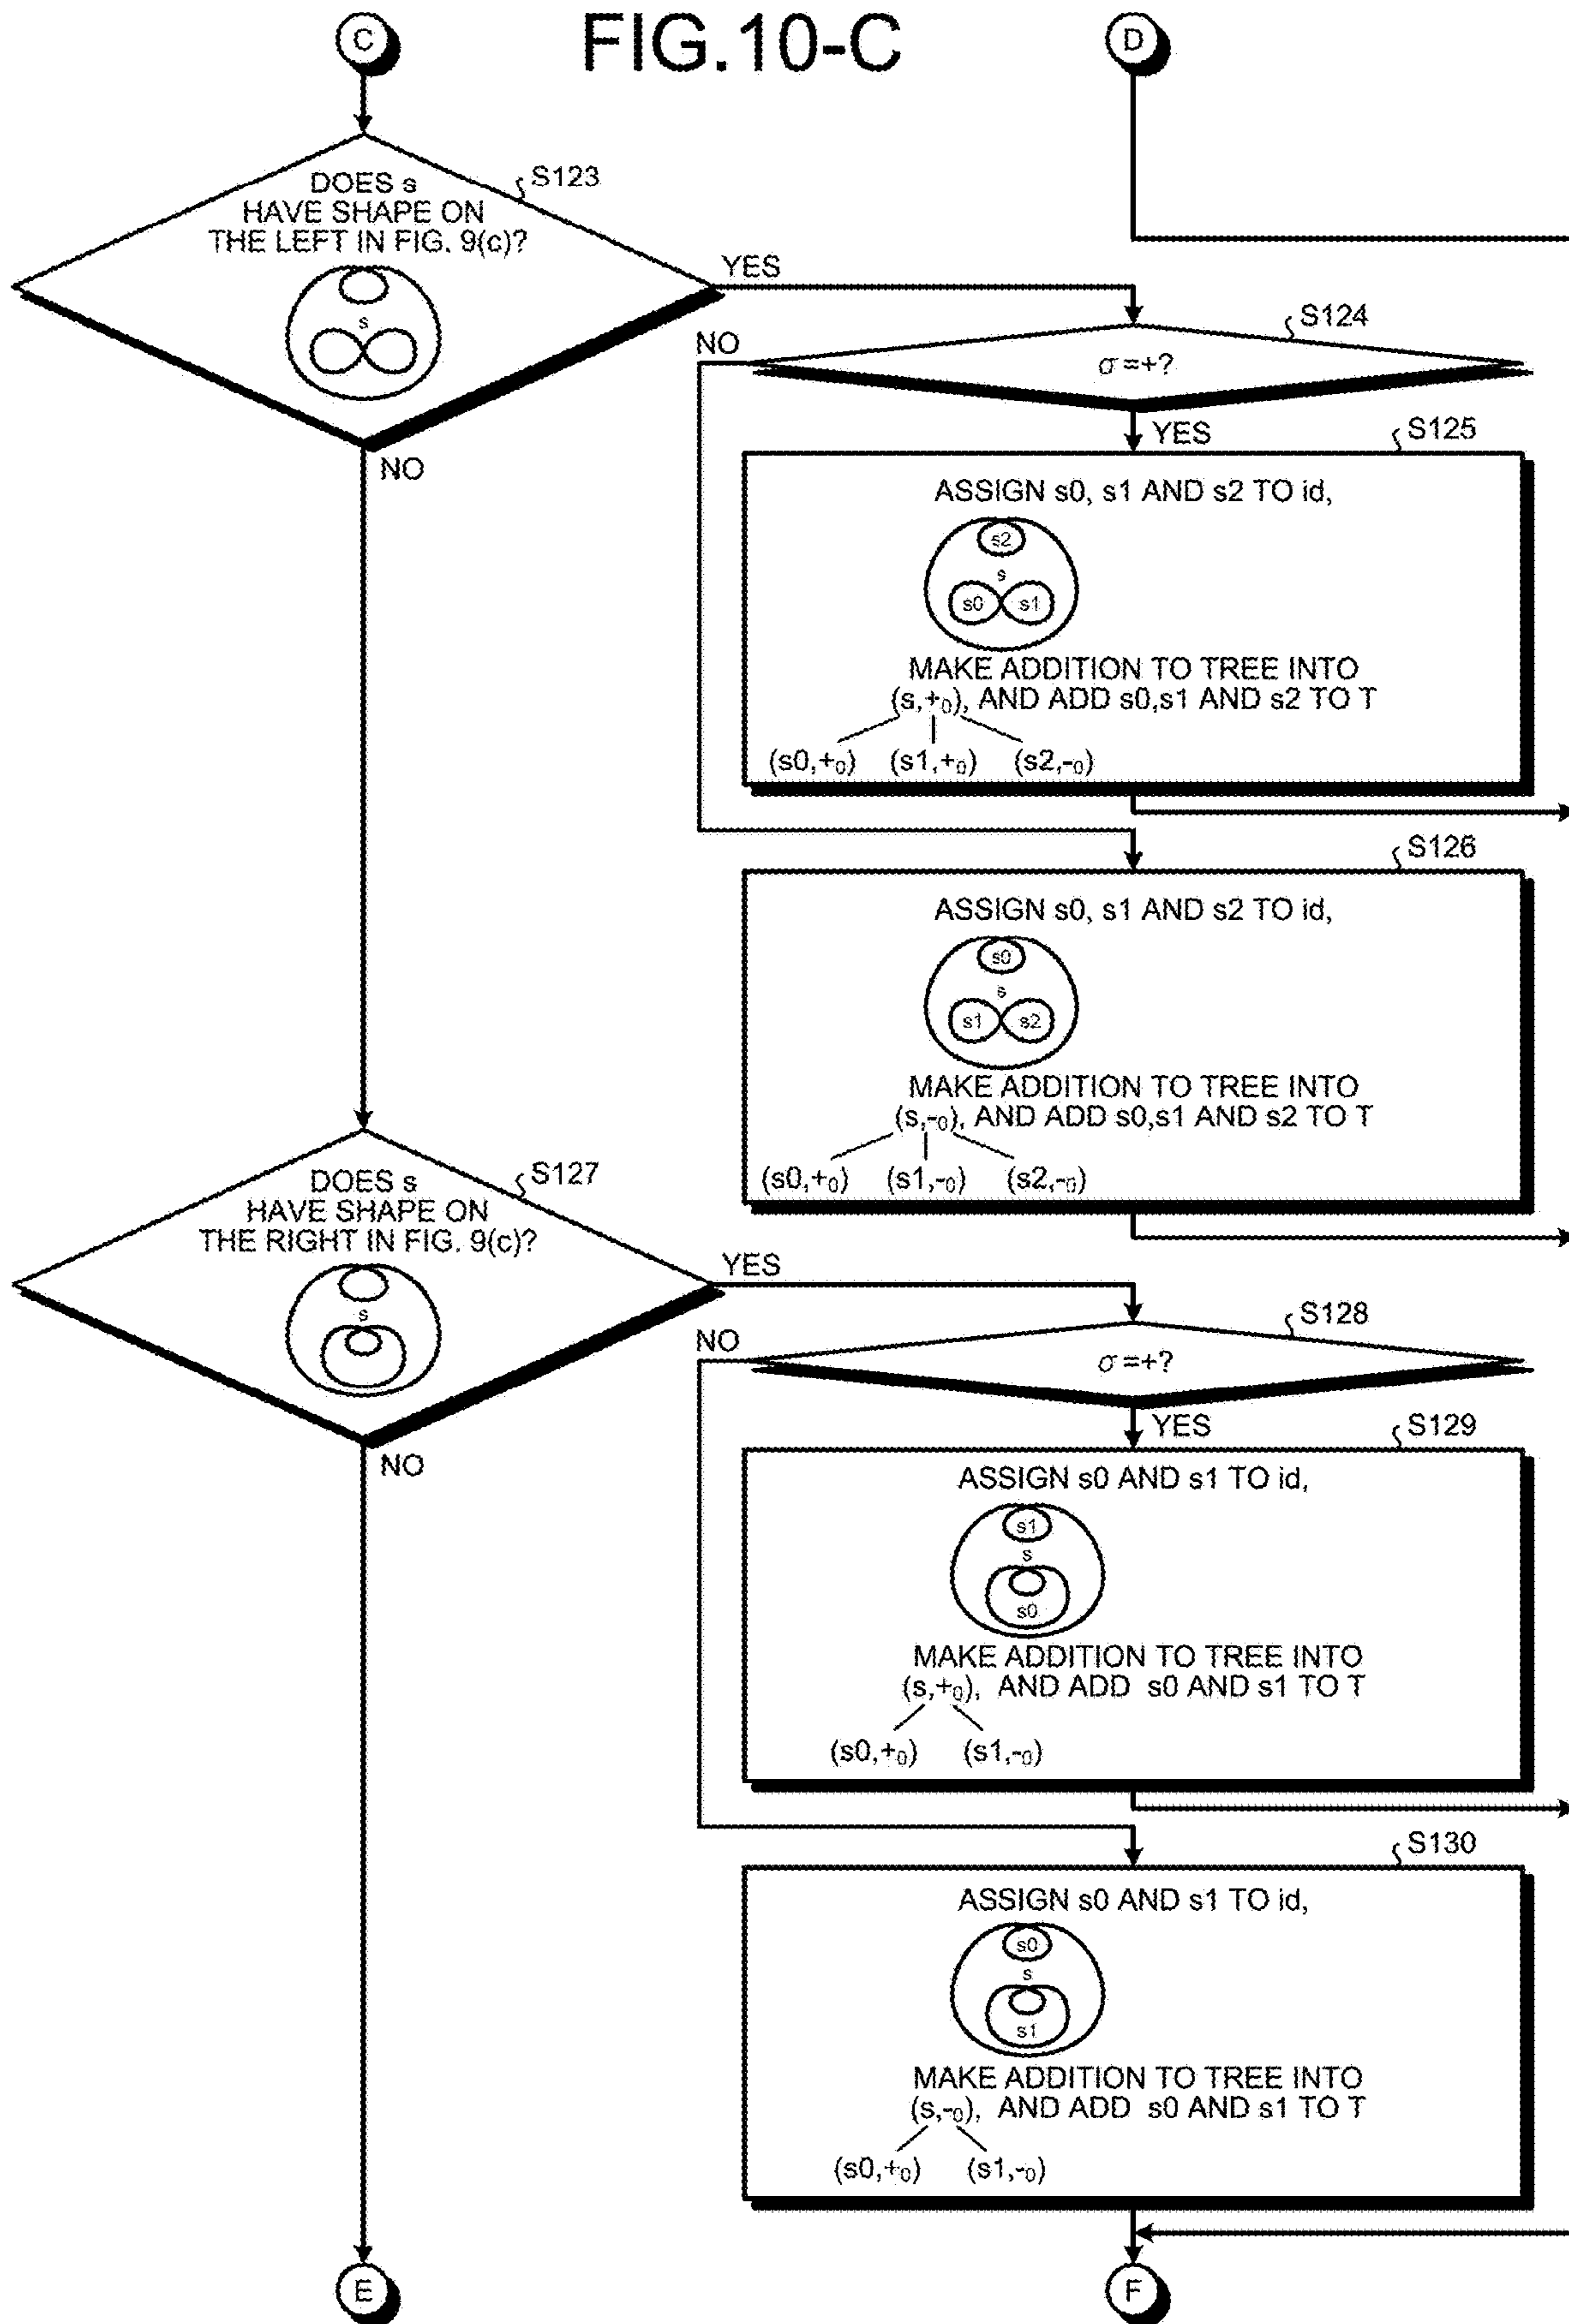 FIG.10-C
C
D
DOES s
HAVE SHAPE ON
THE LEFT IN FIG. 9(c)?
s
S123
YES
NO
S124
σ=+?
NO
YES
S125
ASSIGN s0, s1 AND s2 TO id,
s2
s
s0 s1
MAKE ADDITION TO TREE INTO
(s,+₀), AND ADD s0,s1 AND s2 TO T
(s0,+₀) (s1,+₀) (s2,-₀)
S126
ASSIGN s0, s1 AND s2 TO id,
s0
s
s1 s2
MAKE ADDITION TO TREE INTO
(s,-₀), AND ADD s0,s1 AND s2 TO T
(s0,+₀) (s1,-₀) (s2,-₀)
DOES s
HAVE SHAPE ON
THE RIGHT IN FIG. 9(c)?
s
S127
YES
NO
S128
σ=+?
NO
YES
S129
ASSIGN s0 AND s1 TO id,
s1
s
s0
MAKE ADDITION TO TREE INTO
(s,+₀), AND ADD s0 AND s1 TO T
(s0,+₀) (s1,-₀)
S130
ASSIGN s0 AND s1 TO id,
s0
s
s1
MAKE ADDITION TO TREE INTO
(s,-₀), AND ADD s0 AND s1 TO T
(s0,+₀) (s1,-₀)
E
F